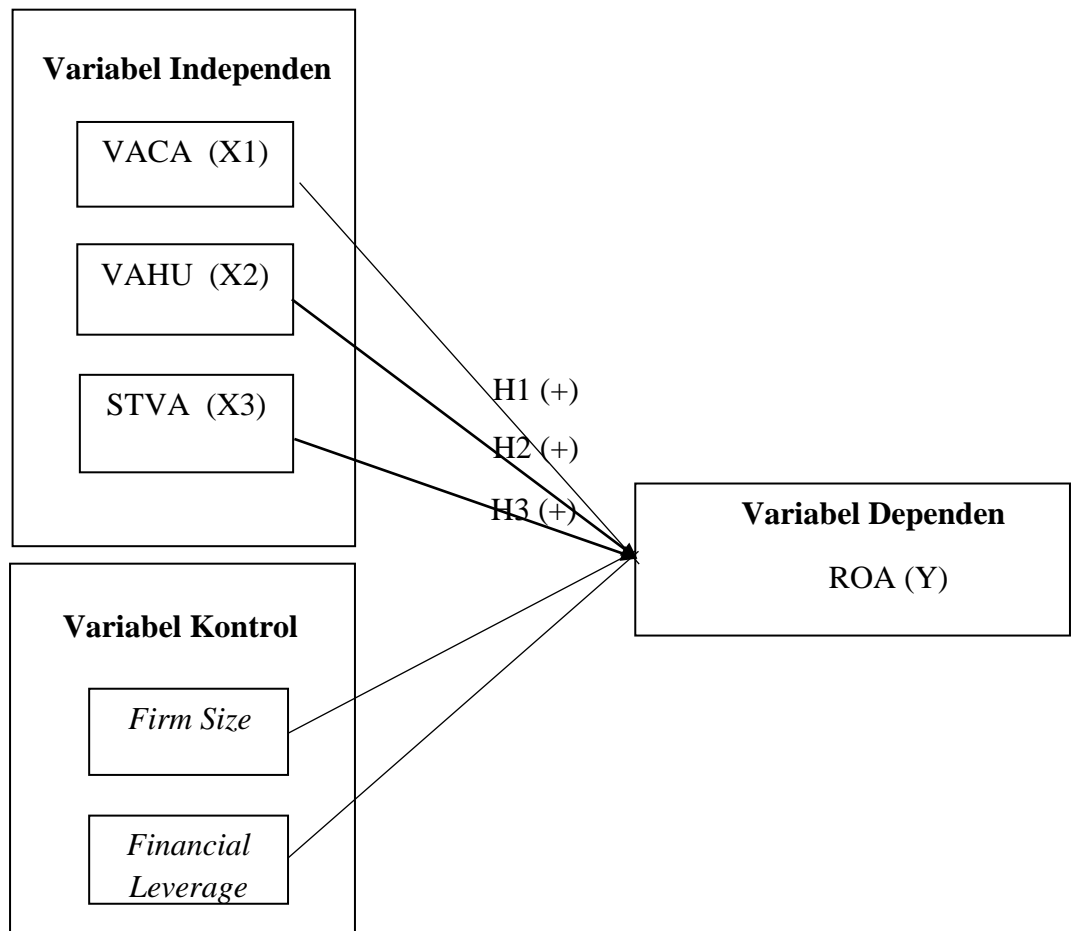 Variabel Independen
VACA (X1)
VAHU (X2)
STVA (X3)
H1 (+)
H2 (+)
H3 (+)
Variabel Dependen
ROA (Y)
Variabel Kontrol
Firm Size
Financial
Leverage